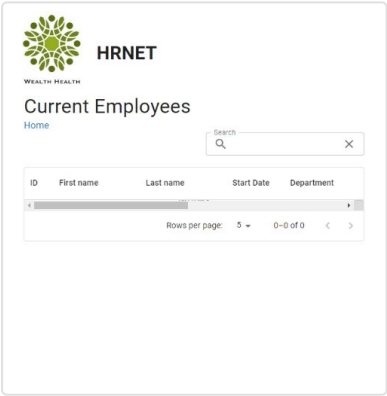 HRNET
WEALTH HEALTH
Current Employees
Home
Search
ID First name Last name Start Date Department
Rows per page: 5 0–0 of 0